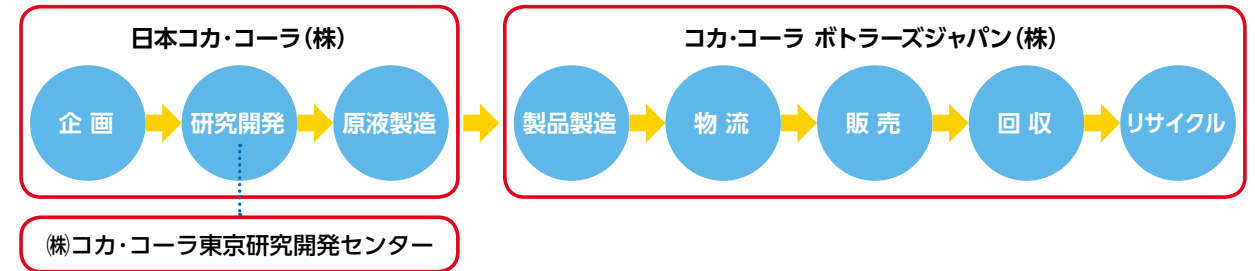 日本コカ・コーラ(株)
企画
研究開発
原液製造
㈱コカ・コーラ東京研究開発センター
コカ・コーラ ボトラーズジャパン(株)
製品製造
物流
販売
回収
リサイクル